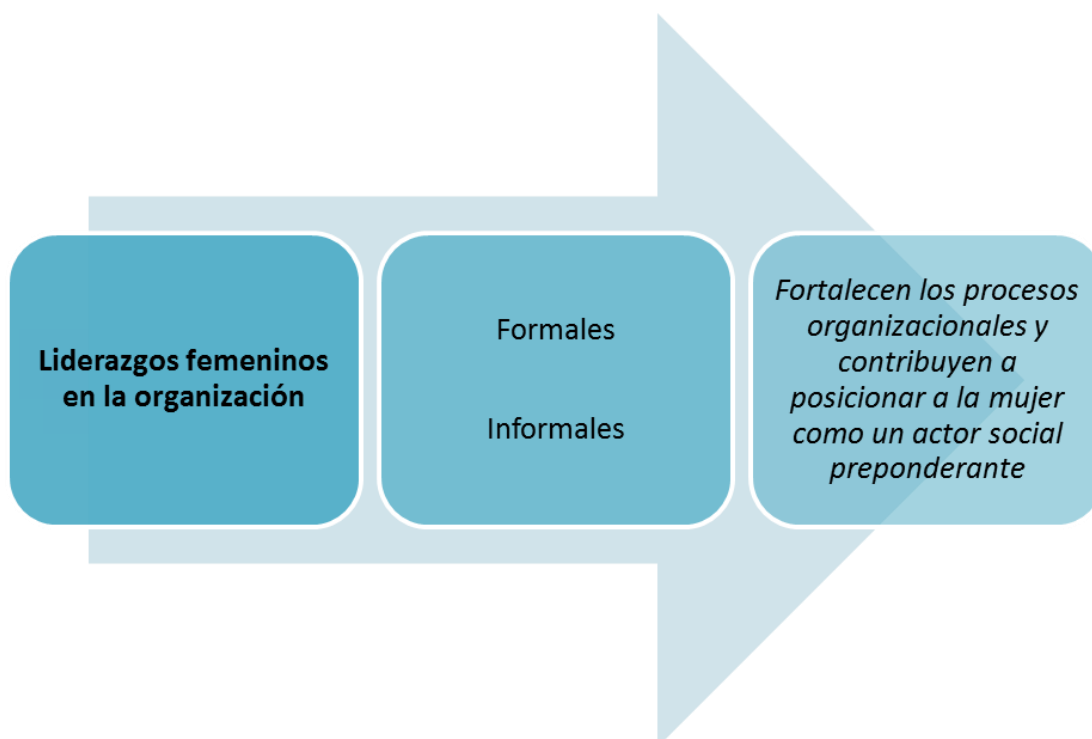 Liderazgos femeninos
en la organización
Formales
Informales
Fortalecen los procesos
organizacionales y
contribuyen a
posicionar a la mujer
como un actor social
preponderante